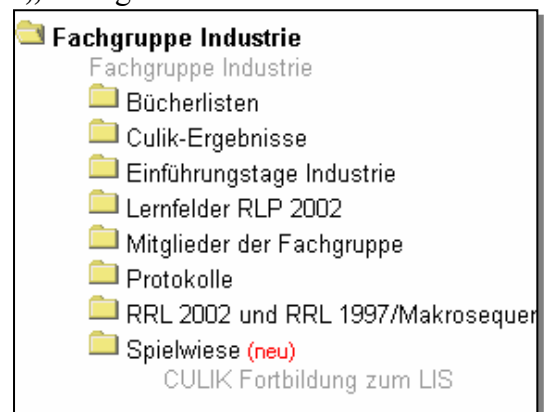 Fachgruppe Industrie
Fachgruppe Industrie
Bücherlisten
Culik-Ergebnisse
Einführungstage Industrie
Lernfelder RLP 2002
Mitglieder der Fachgruppe
Protokolle
RRL 2002 und RRL 1997/Makrosequer
Spielwiese (neu)
CULIK Fortbildung zum LIS